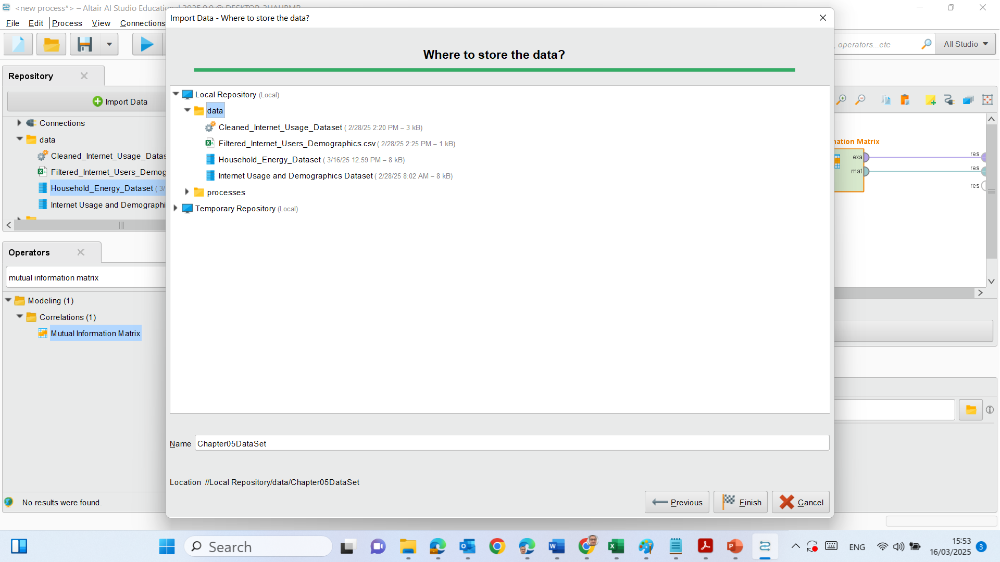 <new process*> – Altair AI Studio Educational 2025.0.0 @ DESKTOP-
File Edit Process View Connections
Import Data - Where to store the data?
Where to store the data?
operators...etc
All Studio
Repository
Import Data
Connections
data
Cleaned_Internet_Usage_Datas
Filtered_Internet_Users_Demog
Household_Energy_Dataset ( 3/
Internet Usage and Demographi
Local Repository (Local)
data
Cleaned_Internet_Usage_Dataset ( 2/28/25 2:20 PM – 3 kB)
Filtered_Internet_Users_Demographics.csv ( 2/28/25 2:25 PM – 1 kB)
Household_Energy_Dataset ( 3/16/25 12:59 PM – 8 kB)
Internet Usage and Demographics Dataset ( 2/28/25 8:02 AM – 8 kB)
processes
Temporary Repository (Local)
nation Matrix
exa
mat
res
res
res
Operators
mutual information matrix
Modeling (1)
Correlations (1)
Mutual Information Matrix
No results were found.
Name Chapter05DataSet
Location //Local Repository/data/Chapter05DataSet
Previous
Finish
Cancel
Search
ENG
15:53
16/03/2025
3